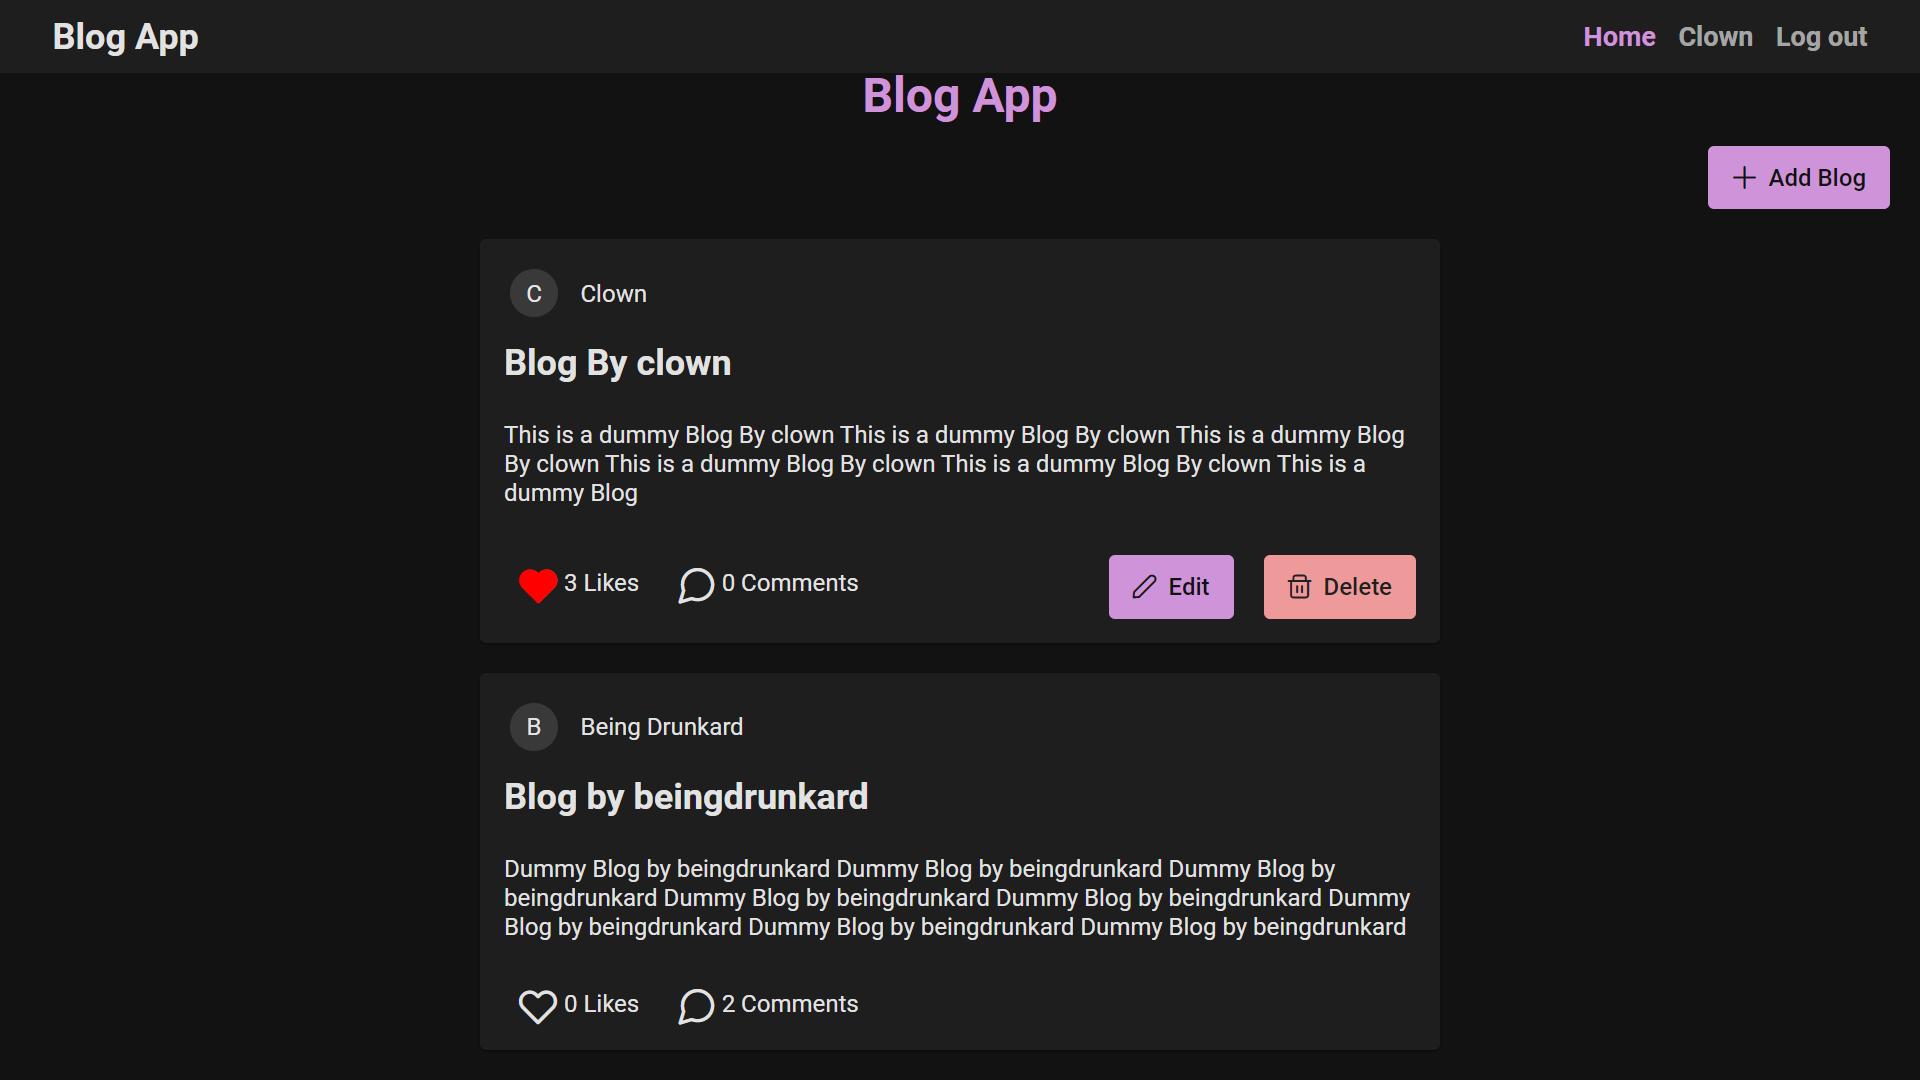 Blog App
Home Clown Log out
Blog App
Add Blog
C Clown
Blog By clown
This is a dummy Blog By clown This is a dummy Blog By clown This is a dummy Blog
By clown This is a dummy Blog By clown This is a dummy Blog By clown This is a
dummy Blog
3 Likes 0 Comments Edit Delete
B Being Drunkard
Blog by beingdrunkard
Dummy Blog by beingdrunkard Dummy Blog by beingdrunkard Dummy Blog by
beingdrunkard Dummy Blog by beingdrunkard Dummy Blog by beingdrunkard Dummy
Blog by beingdrunkard Dummy Blog by beingdrunkard Dummy Blog by beingdrunkard
0 Likes 2 Comments